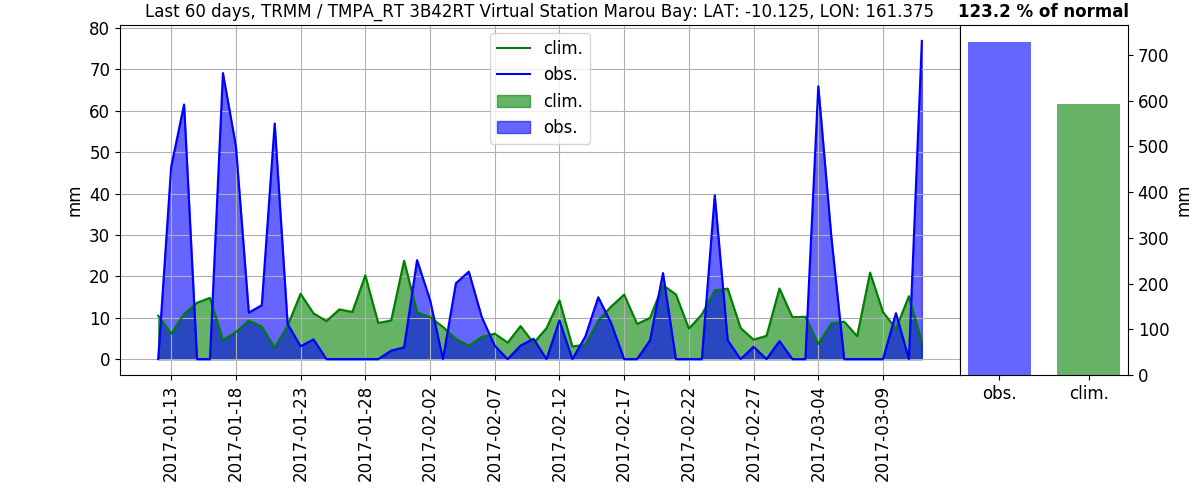 Last 60 days, TRMM / TMPA_RT 3B42RT Virtual Station Marou Bay: LAT: -10.125, LON: 161.375
123.2 % of normal
clim.
obs.
clim.
obs.
mm
80
70
60
50
40
30
20
10
0
2017-01-13
2017-01-18
2017-01-23
2017-01-28
2017-02-02
2017-02-07
2017-02-12
2017-02-17
2017-02-22
2017-02-27
2017-03-04
2017-03-09
700
600
500
400
300
200
100
0
mm
obs.
clim.